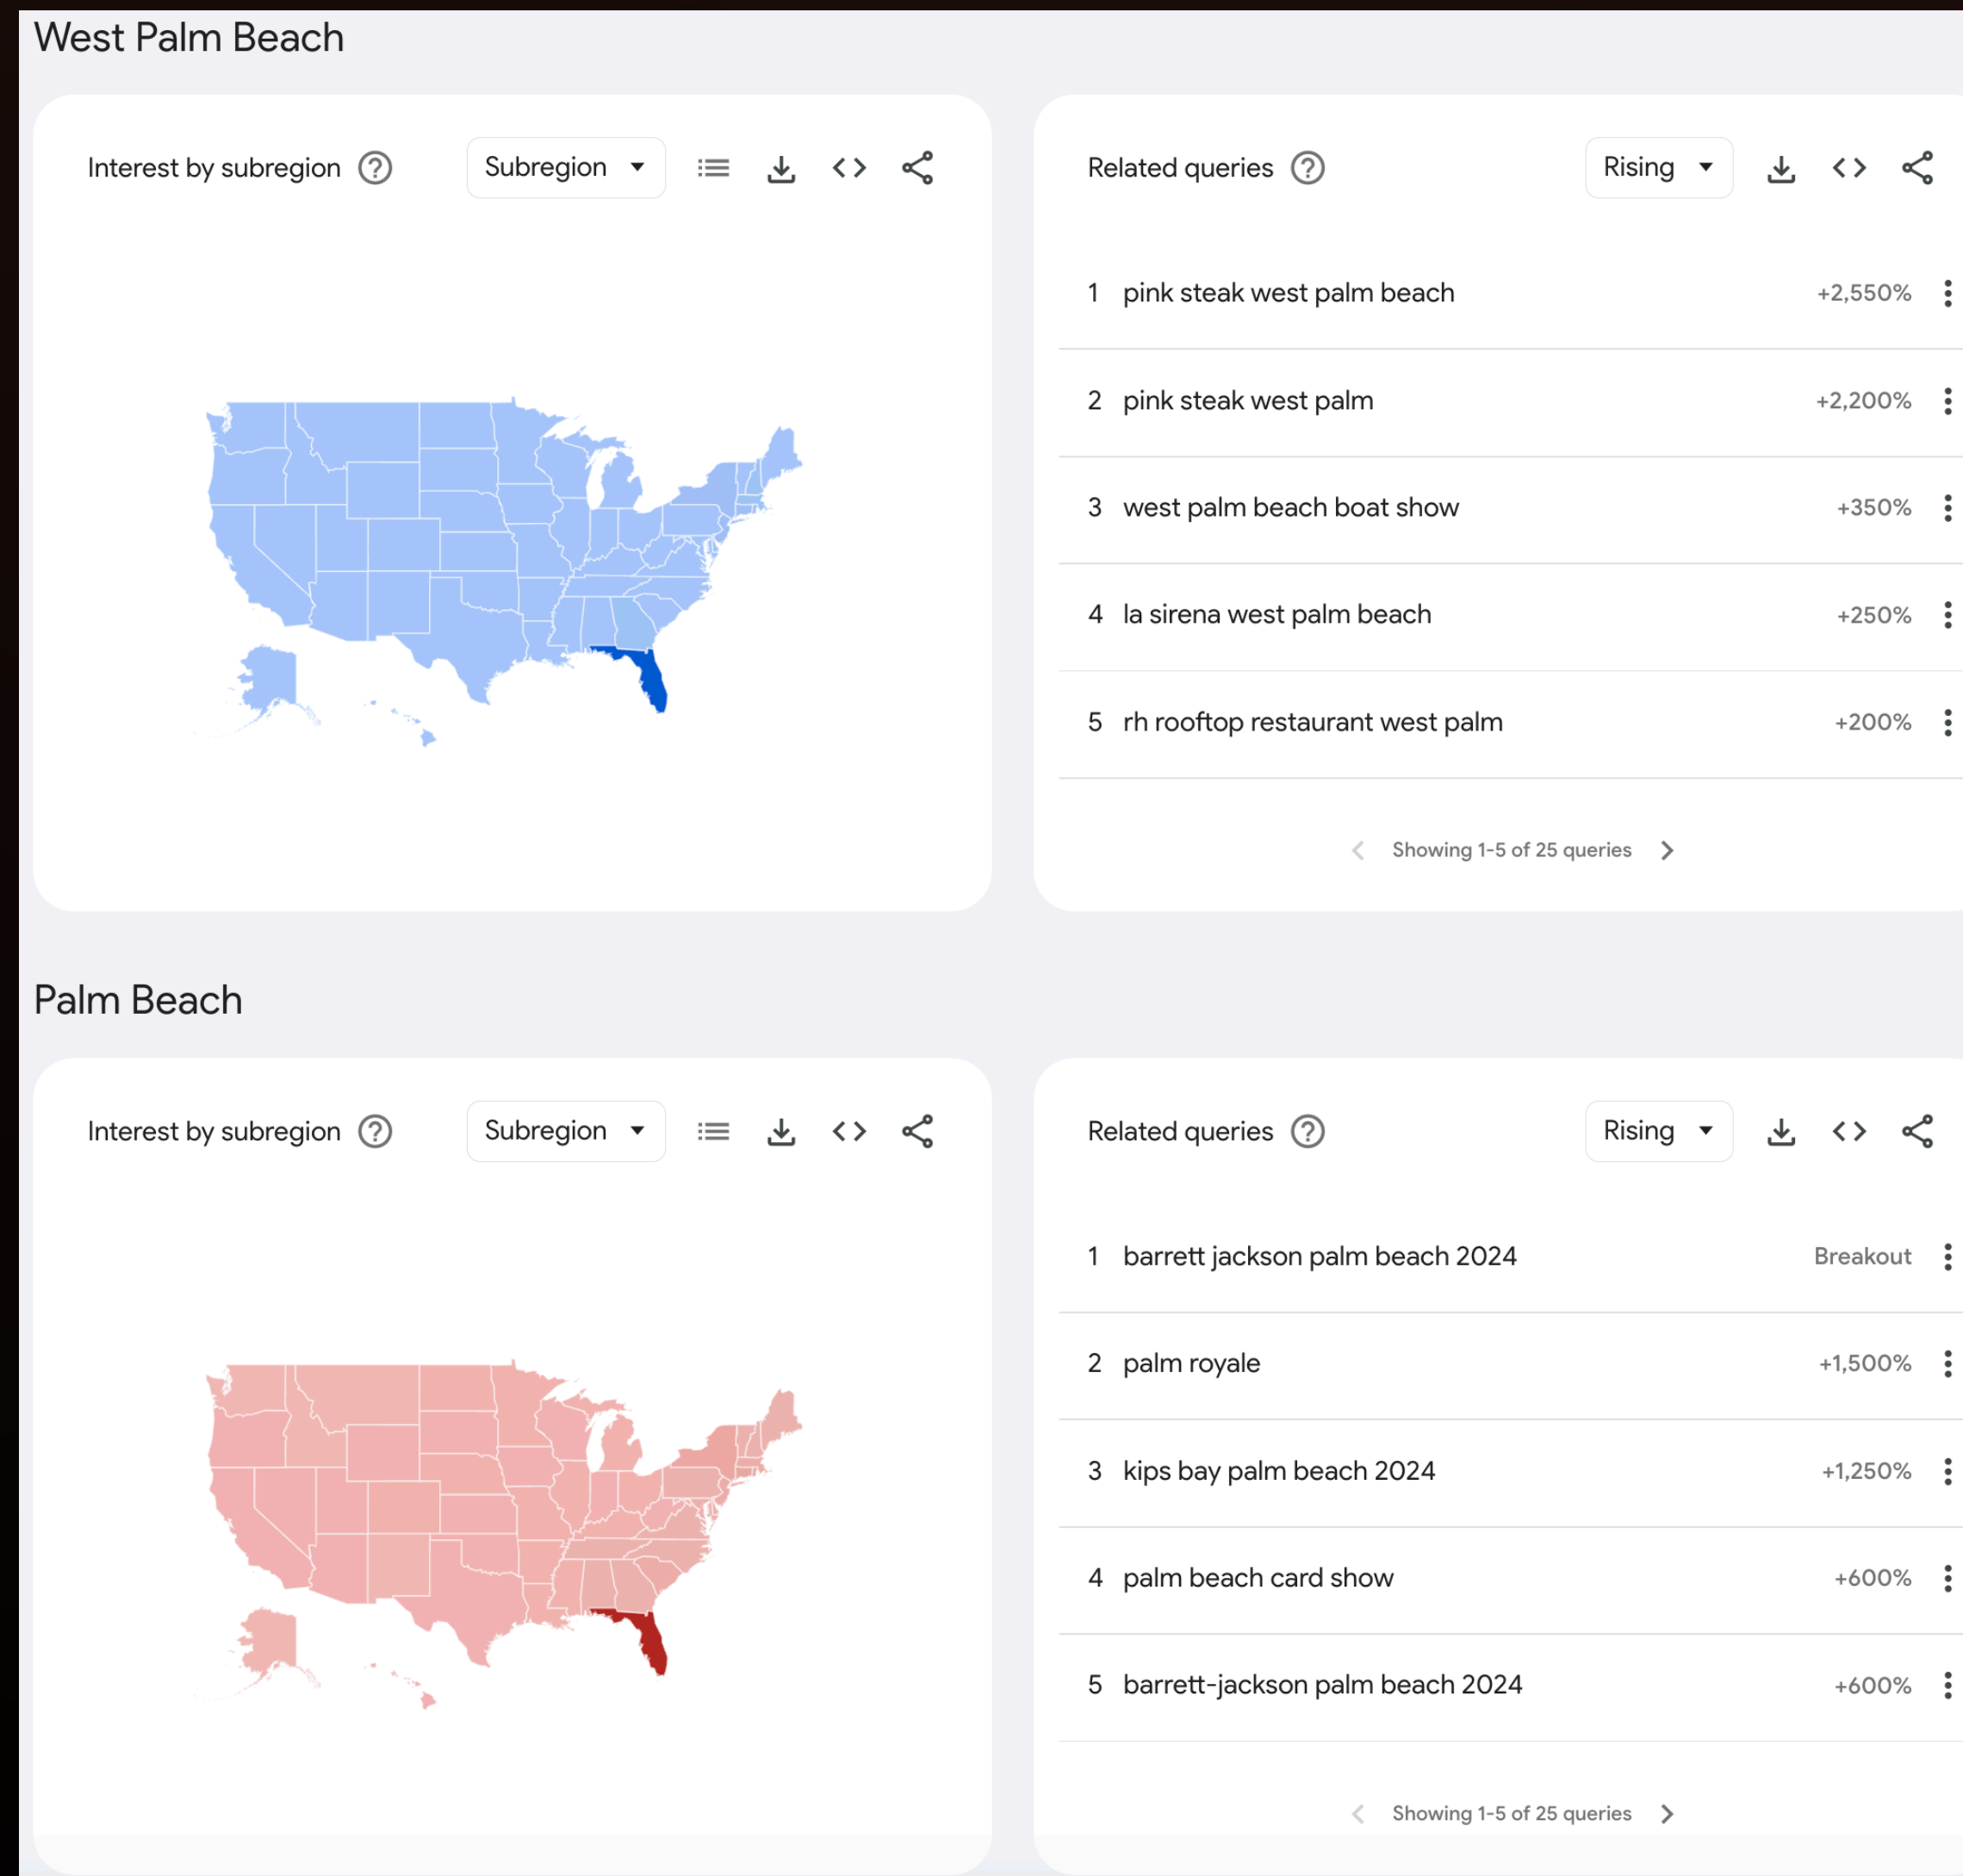 West Palm Beach
Interest by subregion ? Subregion
Related queries ? Rising
1 pink steak west palm beach +2,550%
2 pink steak west palm +2,200%
3 west palm beach boat show +350%
4 la sirena west palm beach +250%
5 rh rooftop restaurant west palm +200%
Showing 1-5 of 25 queries
Palm Beach
Interest by subregion ? Subregion
Related queries ? Rising
1 barrett jackson palm beach 2024 Breakout
2 palm royale +1,500%
3 kips bay palm beach 2024 +1,250%
4 palm beach card show +600%
5 barrett-jackson palm beach 2024 +600%
Showing 1-5 of 25 queries